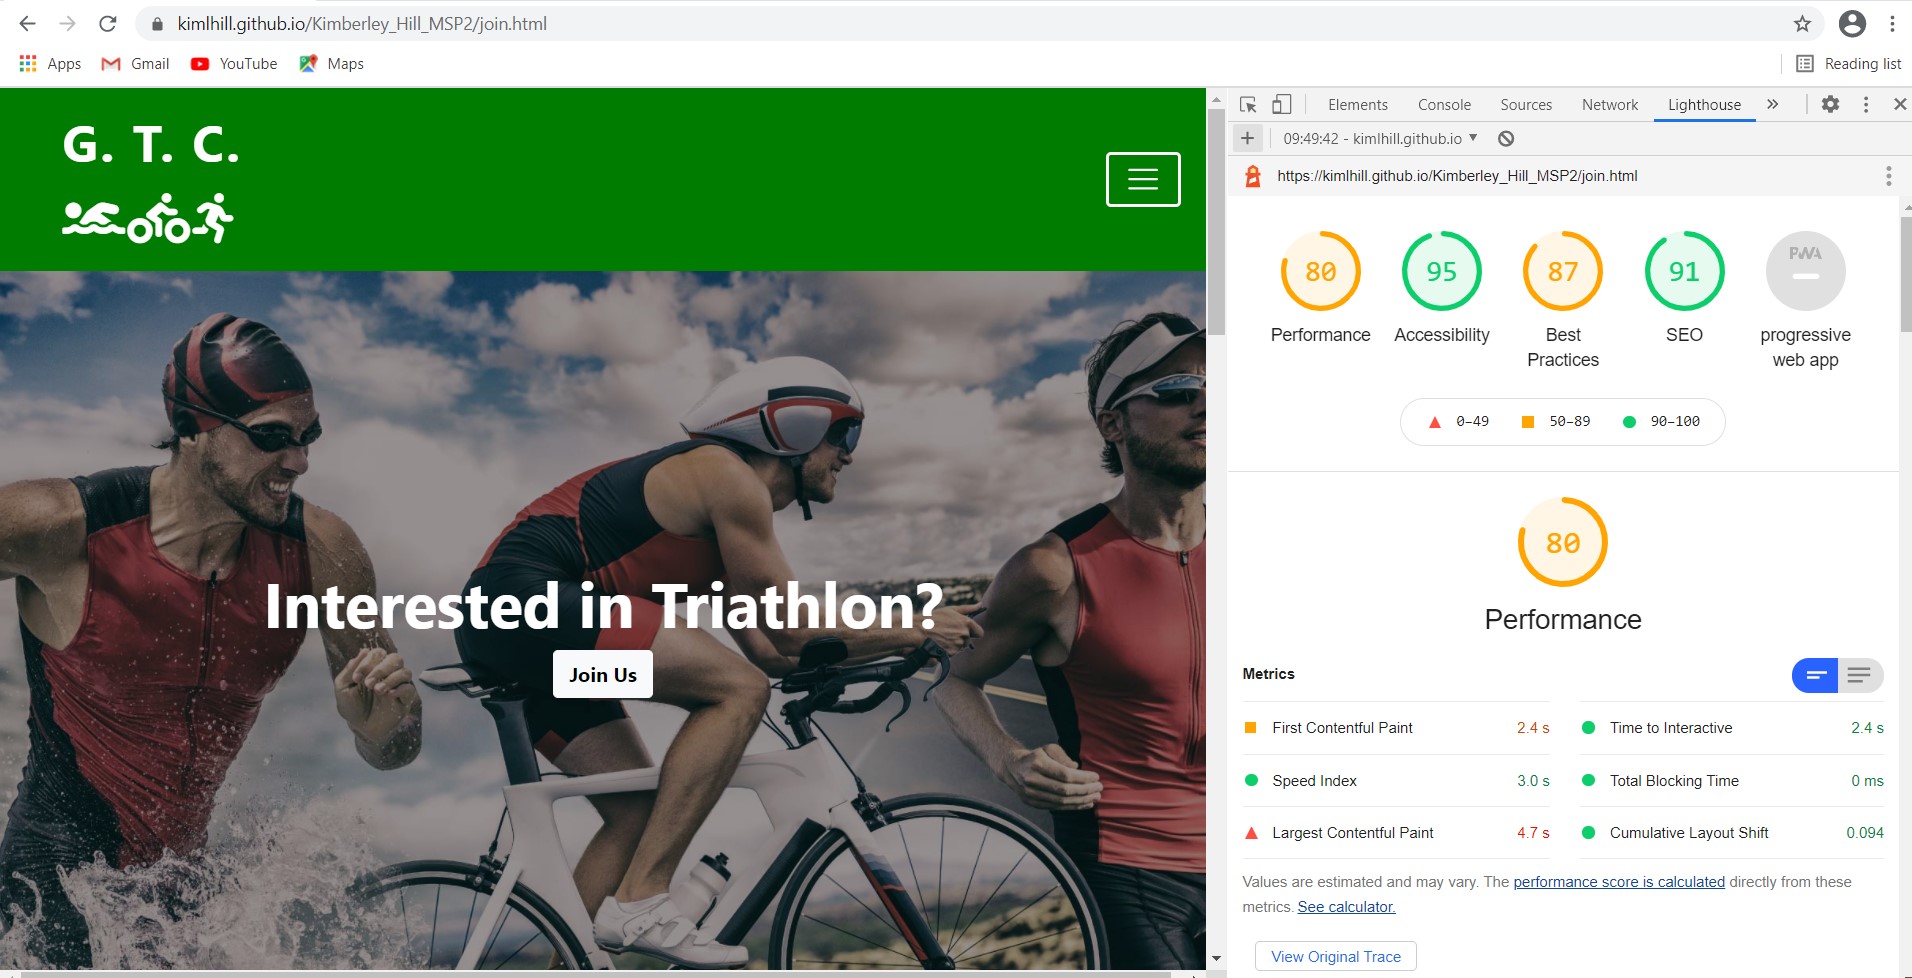 kimlhill.github.io/Kimberley_Hill_MSP2/join.html
Apps Gmail YouTube Maps Reading list
G. T. C.
Interested in Triathlon?
Join Us
Elements Console Sources Network Lighthouse »
09:49:42 - kimlhill.github.io
https://kimlhill.github.io/Kimberley_Hill_MSP2/join.html
80 95 87 91 PWA
Performance Accessibility Best Practices SEO progressive web app
0–49 50–89 90–100
80
Performance
Metrics
First Contentful Paint 2.4 s Time to Interactive 2.4 s
Speed Index 3.0 s Total Blocking Time 0 ms
Largest Contentful Paint 4.7 s Cumulative Layout Shift 0.094
Values are estimated and may vary. The performance score is calculated directly from these
metrics. See calculator.
View Original Trace